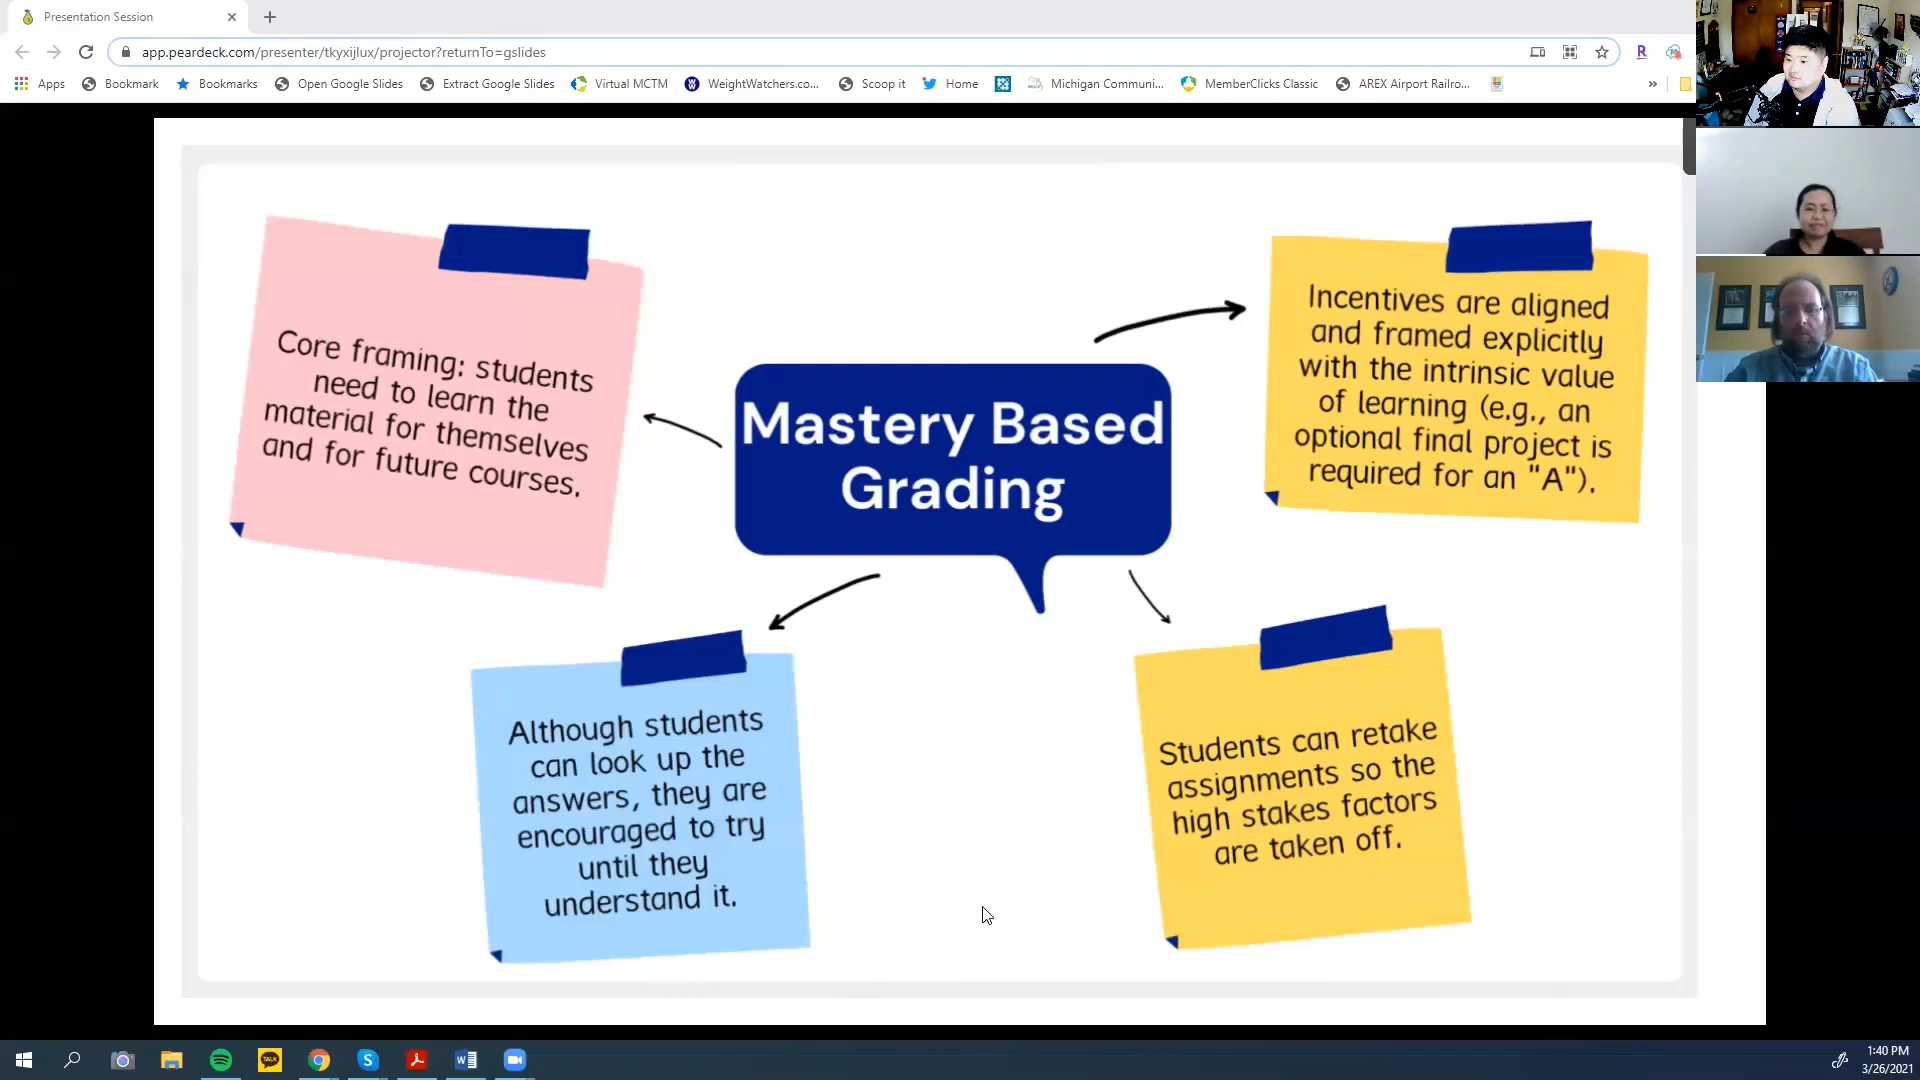 Presentation Session
app.peardeck.com/presenter/tkyxijlux/projector?returnTo=gslides
Apps
Bookmark
Bookmarks
Open Google Slides
Extract Google Slides
Virtual MCTM
WeightWatchers.co...
Scoop it
Home
Michigan Communi...
MemberClicks Classic
AREX Airport Railro...
»
Core framing: students
need to learn the
material for themselves
and for future courses.
Mastery Based
Grading
Incentives are aligned
and framed explicitly
with the intrinsic value
of learning (e.g., an
optional final project is
required for an "A").
Although students
can look up the
answers, they are
encouraged to try
until they
understand it.
Students can retake
assignments so the
high stakes factors
are taken off.
TALK
1:40 PM
3/26/2021